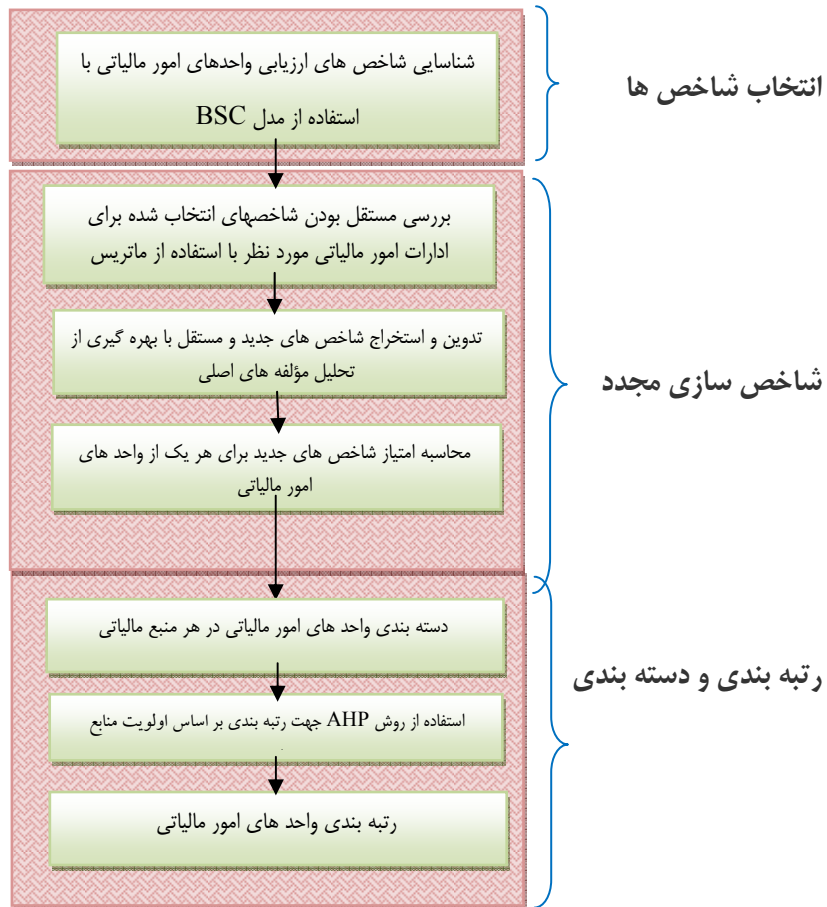 شناسایی شاخص های ارزیابی واحدهای امور مالیاتی با
استفاده از مدل BSC
انتخاب شاخص ها
بررسی مستقل بودن شاخصهای انتخاب شده برای
ادارات امور مالیاتی مورد نظر با استفاده از ماتریس
تدوین و استخراج شاخص های جدید و مستقل با بهره گیری از
تحلیل مؤلفه های اصلی
شاخص سازی مجدد
محاسبه امتیاز شاخص های جدید برای هر یک از واحد های
امور مالیاتی
دسته بندی واحد های امور مالیاتی در هر منبع مالیاتی
رتبه بندی و دسته بندی
استفاده از روش AHP جهت رتبه بندی بر اساس اولویت منابع
رتبه بندی واحد های امور مالیاتی